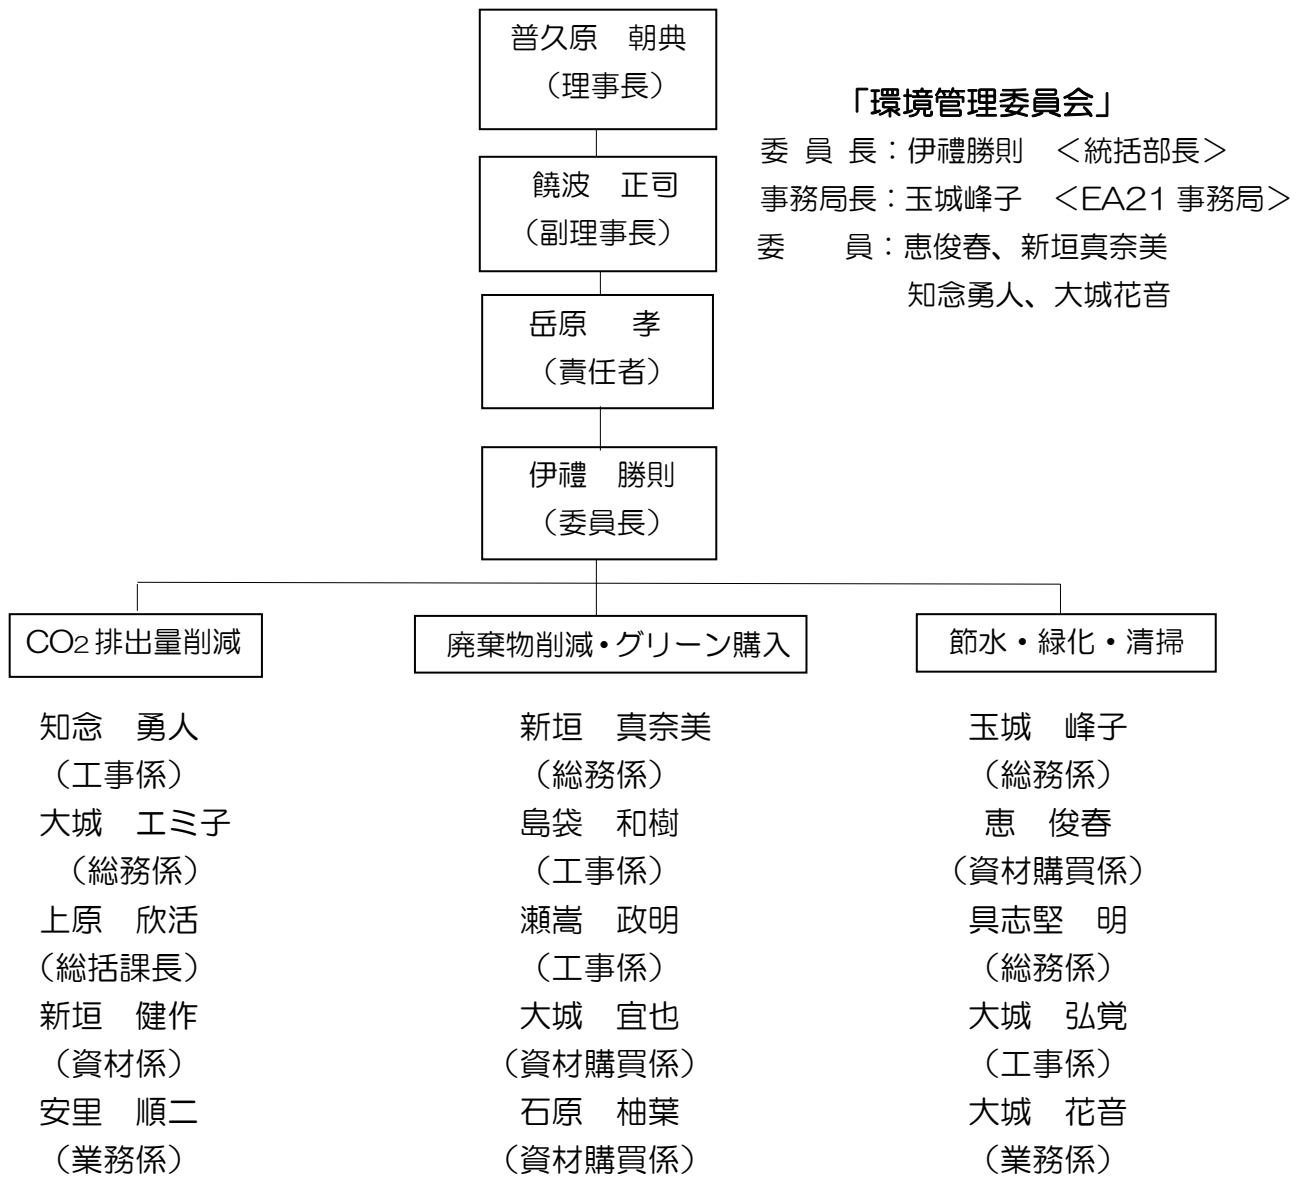 普久原　朝典
（理事長）
「環境管理委員会」
委 員 長：伊禮勝則　＜統括部長＞
事務局長：玉城峰子　＜EA21 事務局＞
委　　員：恵俊春、新垣真奈美
知念勇人、大城花音
饒波　正司
（副理事長）
岳原　孝
（責任者）
伊禮　勝則
（委員長）
CO2 排出量削減
知念　勇人
（工事係）
大城　エミ子
（総務係）
上原　欣活
（総括課長）
新垣　健作
（資材係）
安里　順二
（業務係）
廃棄物削減・グリーン購入
新垣　真奈美
（総務係）
島袋　和樹
（工事係）
瀬嵩　政明
（工事係）
大城　宜也
（資材購買係）
石原　柚葉
（資材購買係）
節水・緑化・清掃
玉城　峰子
（総務係）
恵　俊春
（資材購買係）
具志堅　明
（総務係）
大城　弘覚
（工事係）
大城　花音
（業務係）